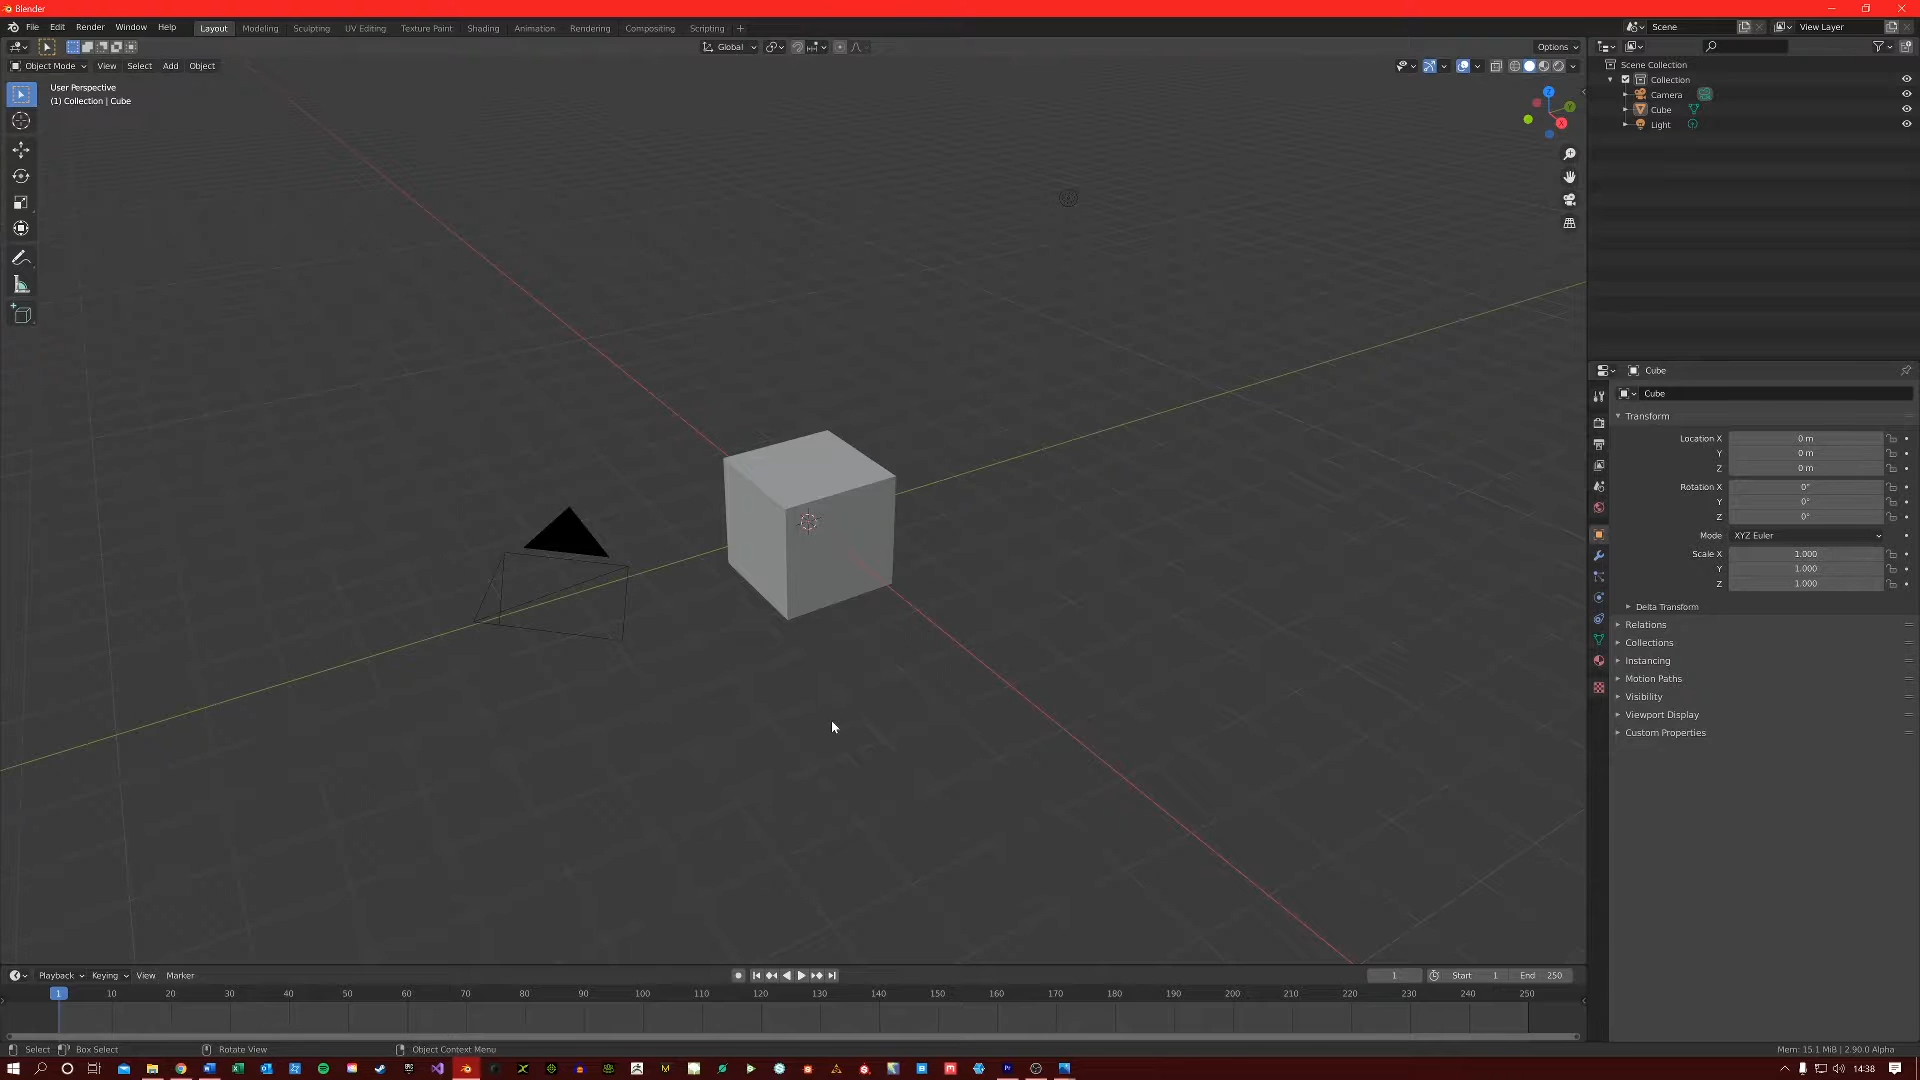 Blender
File Edit Render Window Help Layout Modeling Sculpting UV Editing Texture Paint Shading Animation Rendering Compositing Scripting + Scene View Layer
Global Options
Object Mode View Select Add Object
User Perspective
(1) Collection | Cube
Z
Y
X
Scene Collection
Collection
Camera
Cube
Light
Cube
Cube
Transform
Location X 0 m
Y 0 m
Z 0 m
Rotation X 0°
Y 0°
Z 0°
Mode XYZ Euler
Scale X 1.000
Y 1.000
Z 1.000
Delta Transform
Relations
Collections
Instancing
Motion Paths
Visibility
Viewport Display
Custom Properties
Playback Keying View Marker 1 Start 1 End 250
1 10 20 30 40 50 60 70 80 90 100 110 120 130 140 150 160 170 180 190 200 210 220 230 240 250
Select Box Select Rotate View Object Context Menu Mem: 15.1 MiB | 2.90.0 Alpha
14:38